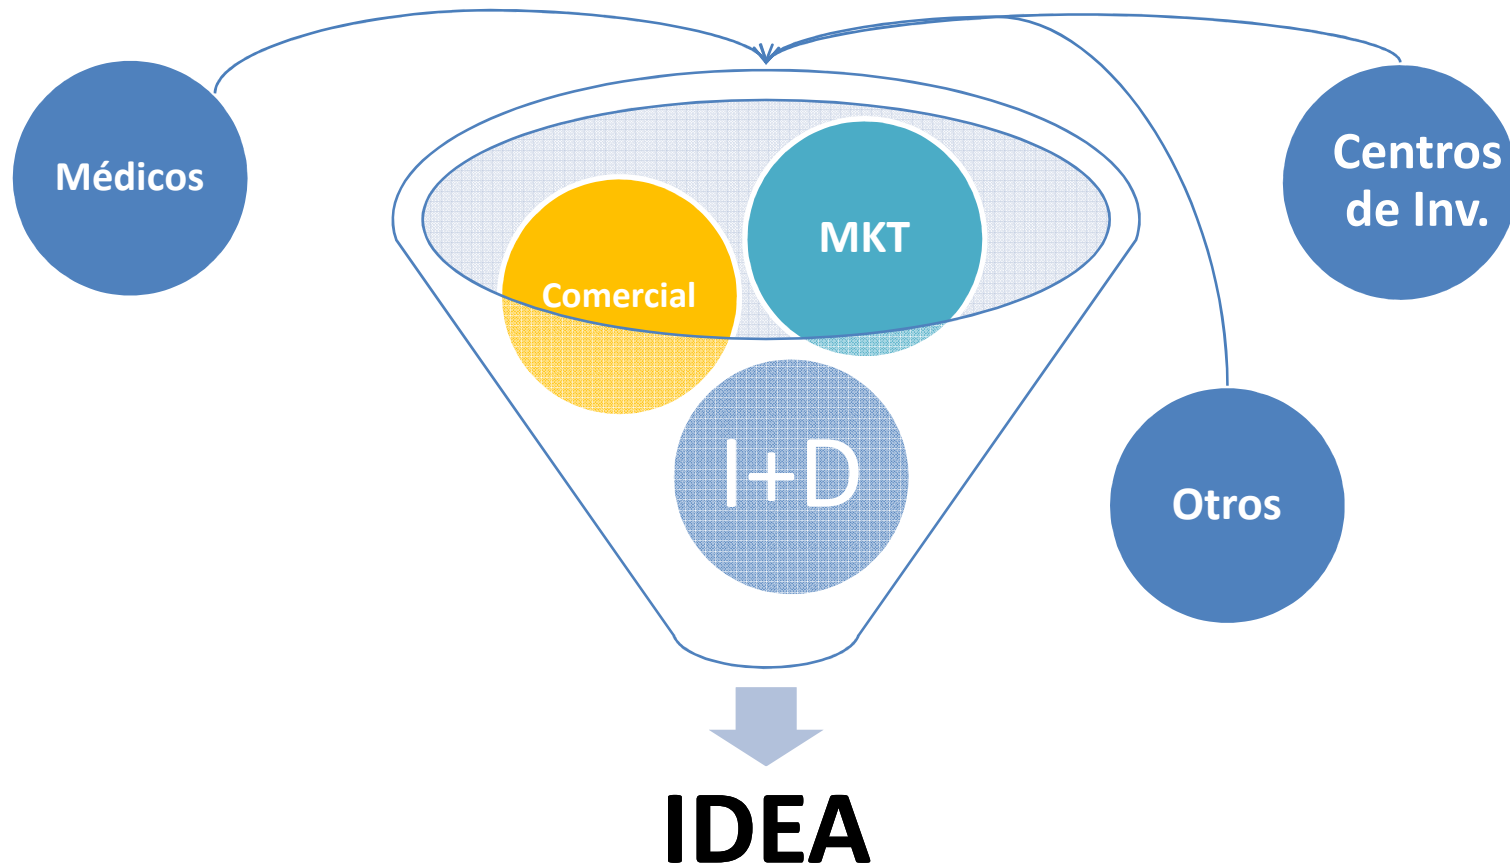 Médicos
Centros
de Inv.
MKT
Comercial
I+D
Otros
IDEA